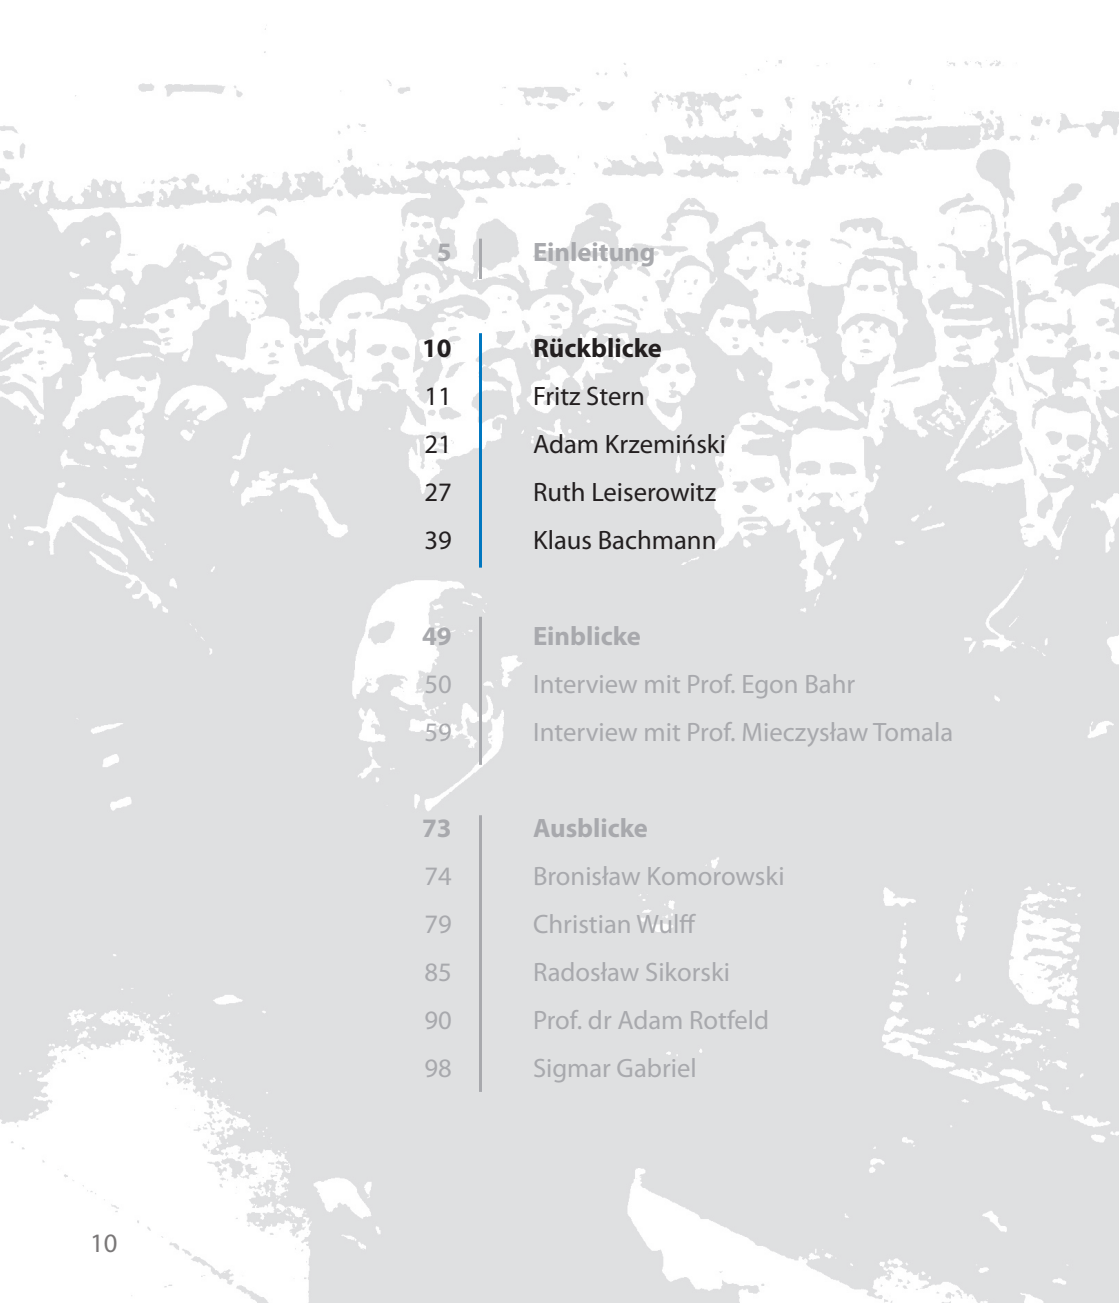 5 Einleitung
10 Rückblicke
11 Fritz Stern
21 Adam Krzemiński
27 Ruth Leiserowitz
39 Klaus Bachmann
49 Einblicke
50 Interview mit Prof. Egon Bahr
59 Interview mit Prof. Mieczysław Tomala
73 Ausblicke
74 Bronisław Komorowski
79 Christian Wulff
85 Radosław Sikorski
90 Prof. dr Adam Rotfeld
98 Sigmar Gabriel
10